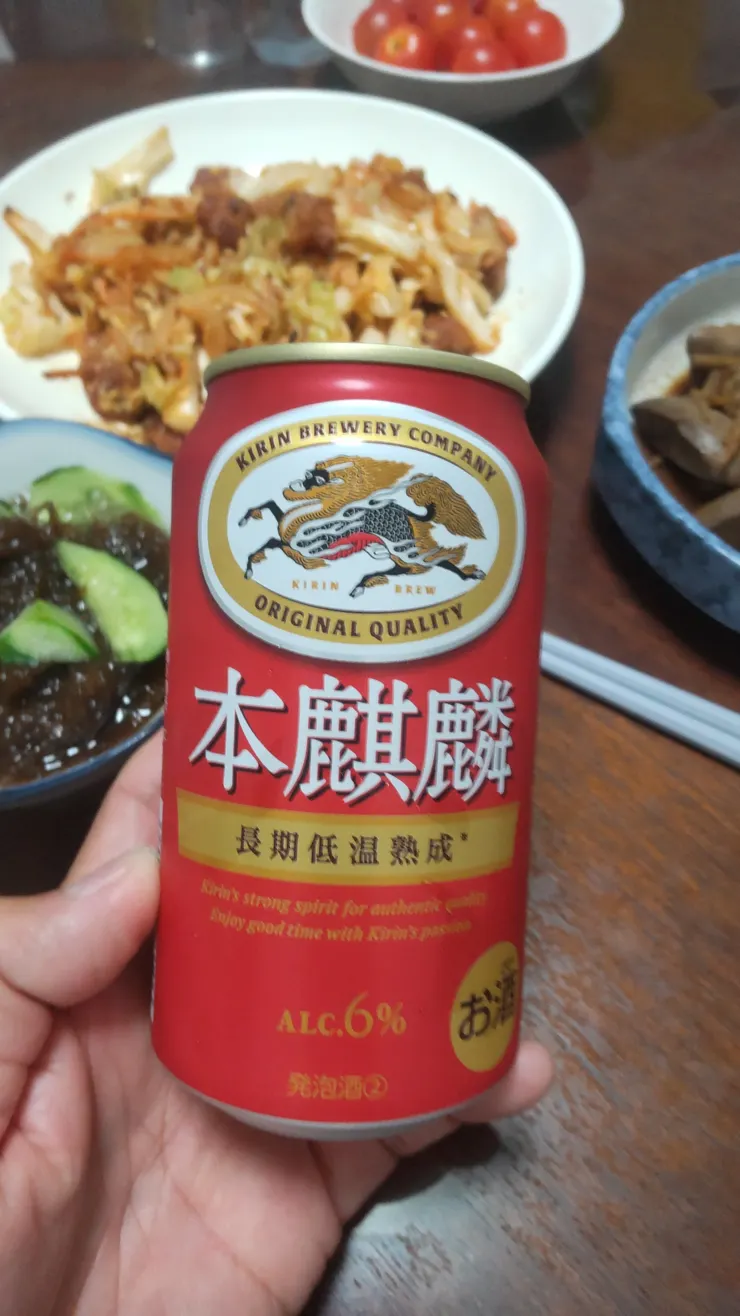 KIRIN BREWERY COMPANY
KIRIN BREW
ORIGINAL QUALITY
本麒麟
長期低温熟成*
Kirin's strong spirit for authentic quality
Enjoy good time with Kirin's passion.
ALC.6%
お酒
発泡酒②